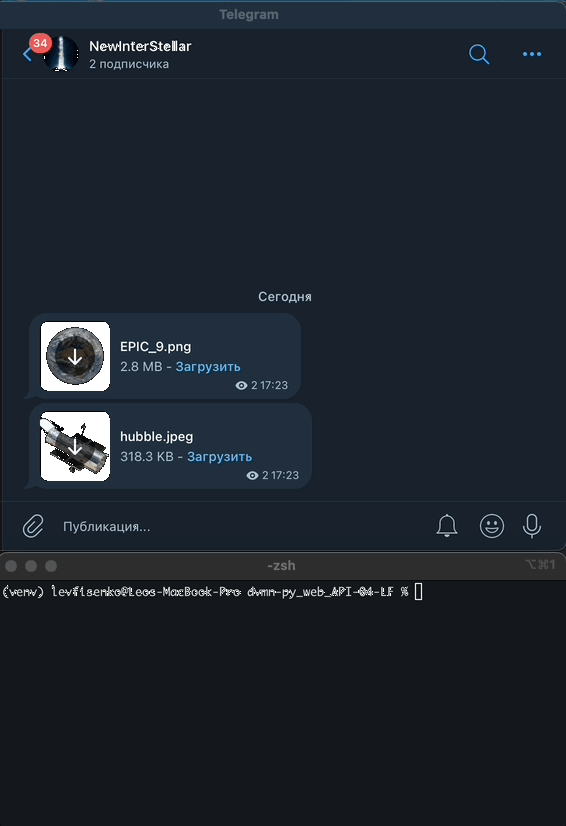 Telegram
34
NewInterStellar
2 подписчика
Сегодня
EPIC_9.png
2.8 MB - Загрузить
2 17:23
hubble.jpeg
318.3 KB - Загрузить
2 17:23
Публикация...
-zsh
⌥⌘1
(venv) levfisenko@Leos-MacBook-Pro dvmn-py_web_API-04-LF %